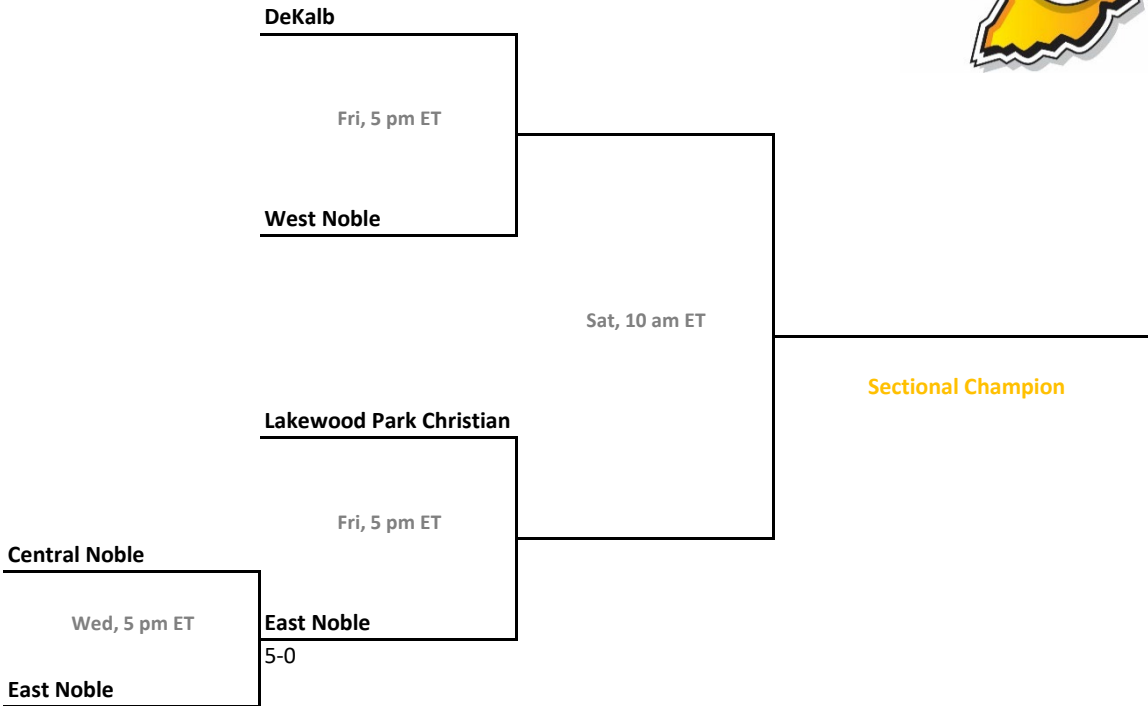 DeKalb
Fri, 5 pm ET
West Noble
Sat, 10 am ET
Sectional Champion
Lakewood Park Christian
Fri, 5 pm ET
Central Noble
Wed, 5 pm ET
East Noble
5-0
East Noble